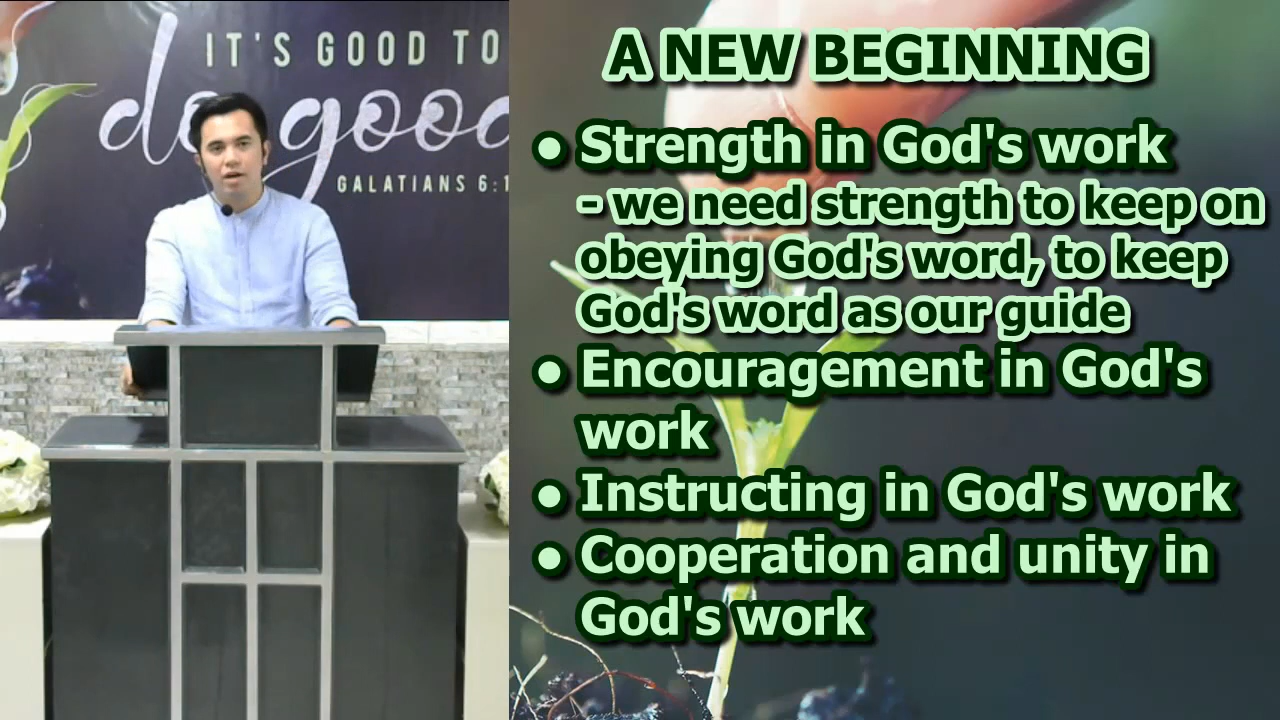 IT'S GOOD TO
do good
GALATIANS 6:1
A NEW BEGINNING
● Strength in God's work
- we need strength to keep on
obeying God's word, to keep
God's word as our guide
● Encouragement in God's
work
● Instructing in God's work
● Cooperation and unity in
God's work